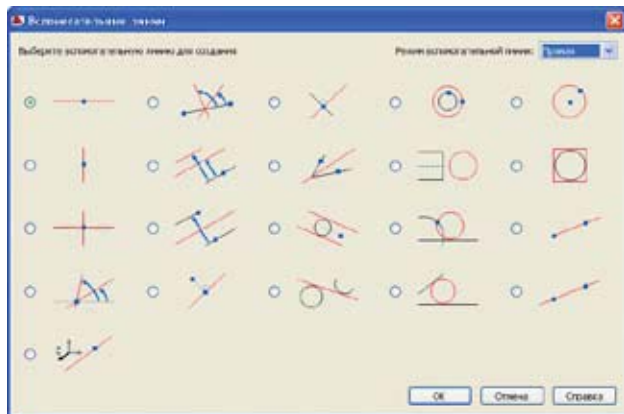 Вспомогательные линии
Выберите вспомогательную линию для создания
Режим вспомогательной линии:
Прямая
ОК
Отмена
Справка